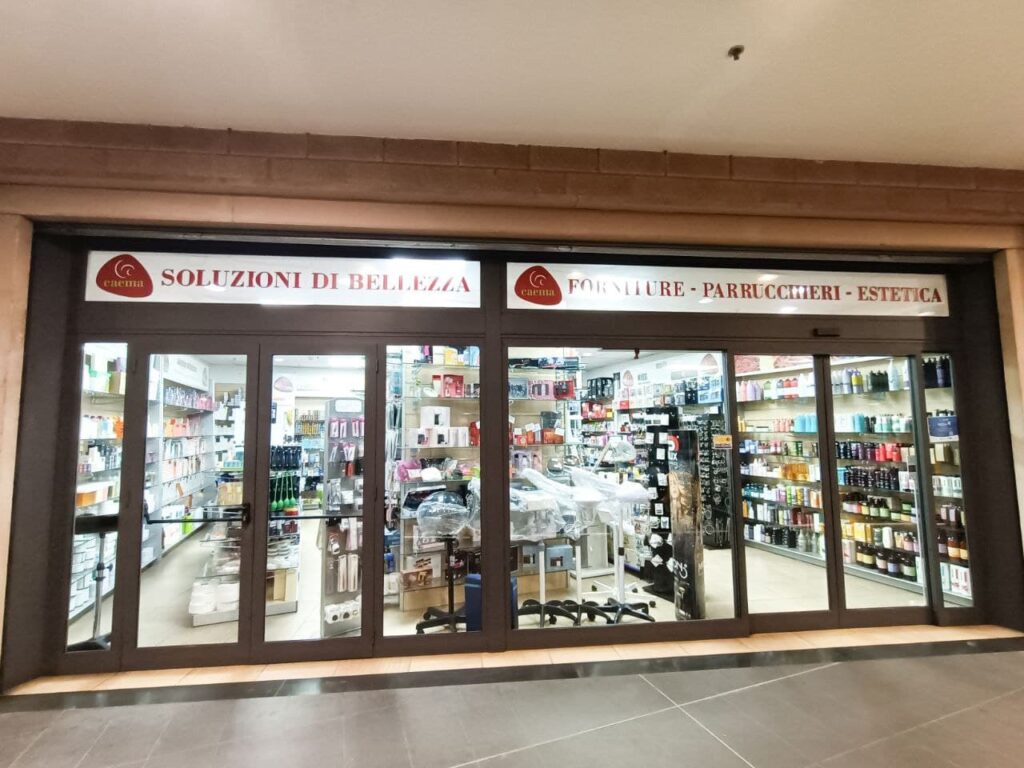 caema
SOLUZIONI DI BELLEZZA
caema
FORNITURE - PARRUCCHIERI - ESTETICA